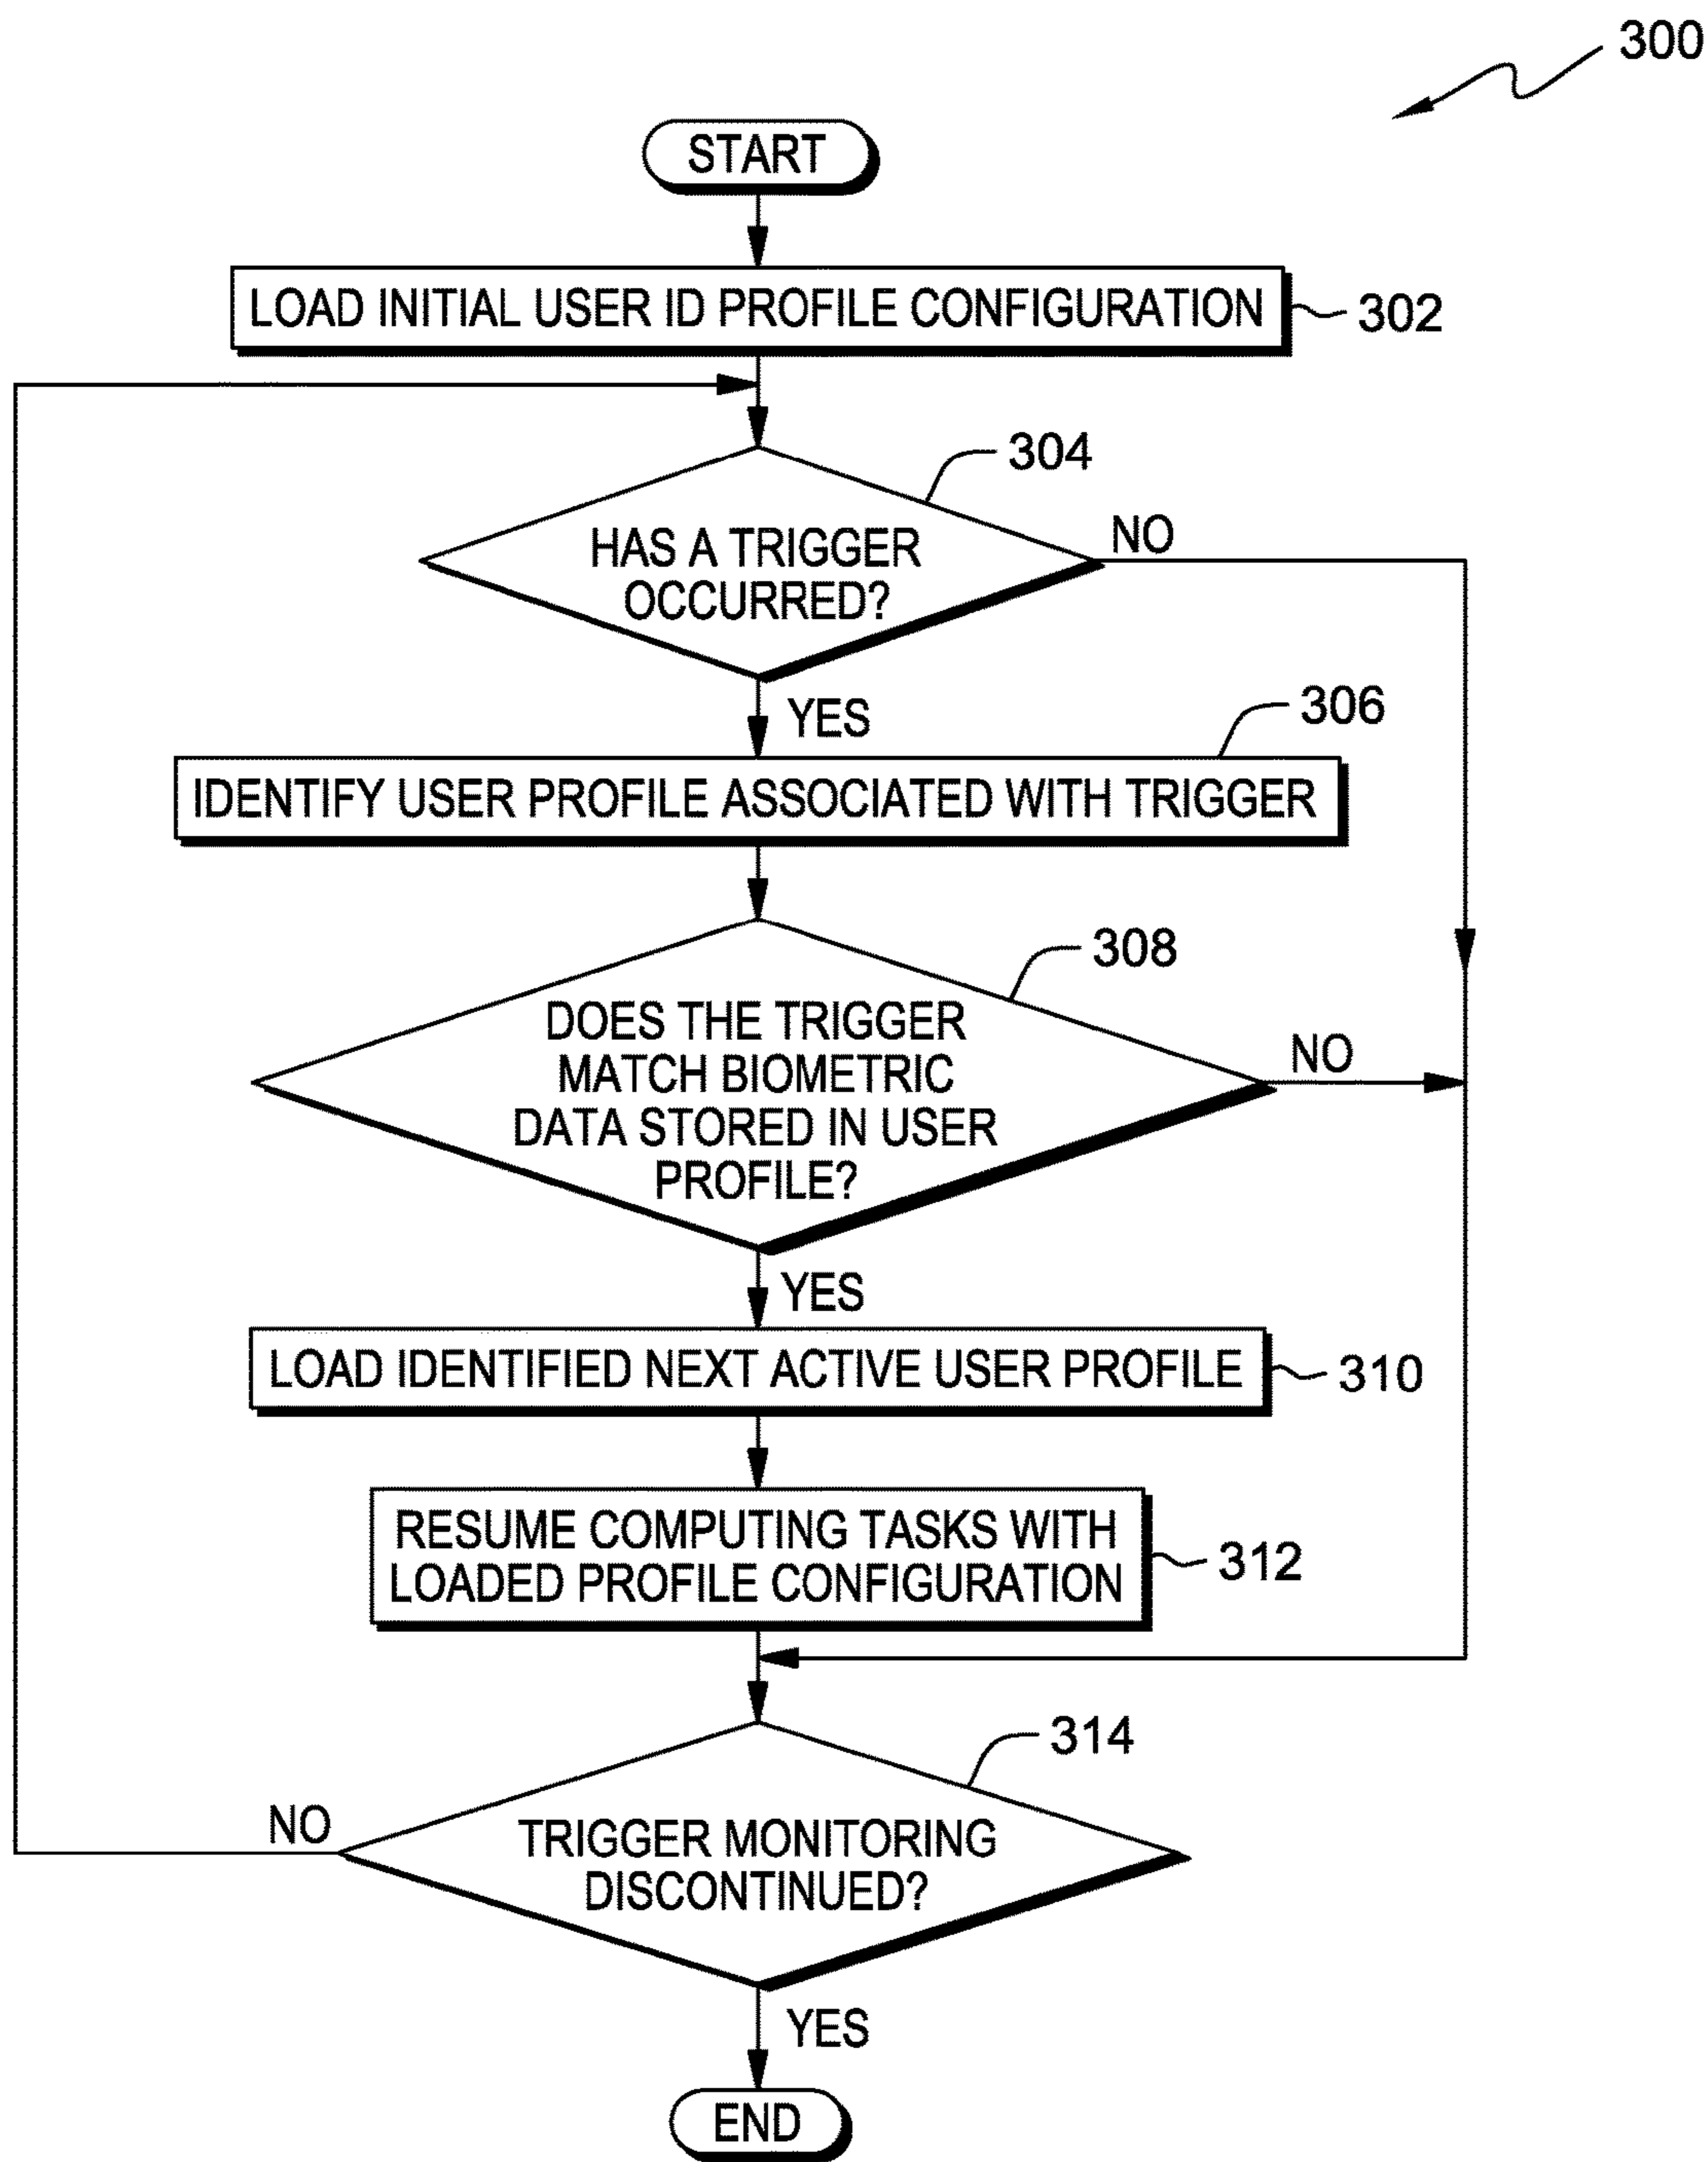 300
START
LOAD INITIAL USER ID PROFILE CONFIGURATION
302
304
HAS A TRIGGER
OCCURRED?
NO
YES
306
IDENTIFY USER PROFILE ASSOCIATED WITH TRIGGER
308
DOES THE TRIGGER
MATCH BIOMETRIC
DATA STORED IN USER
PROFILE?
NO
YES
LOAD IDENTIFIED NEXT ACTIVE USER PROFILE
310
RESUME COMPUTING TASKS WITH
LOADED PROFILE CONFIGURATION
312
314
NO
TRIGGER MONITORING
DISCONTINUED?
YES
END